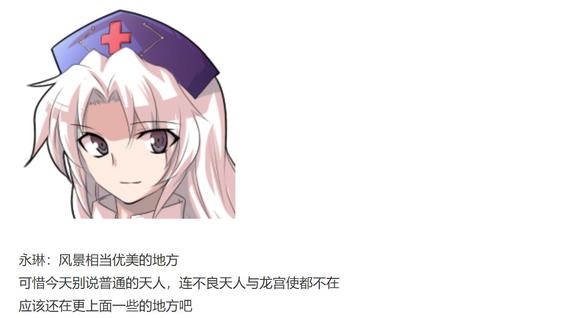 永琳：风景相当优美的地方
可惜今天别说普通的天人，连不良天人与龙宫使都不在
应该还在更上面一些的地方吧